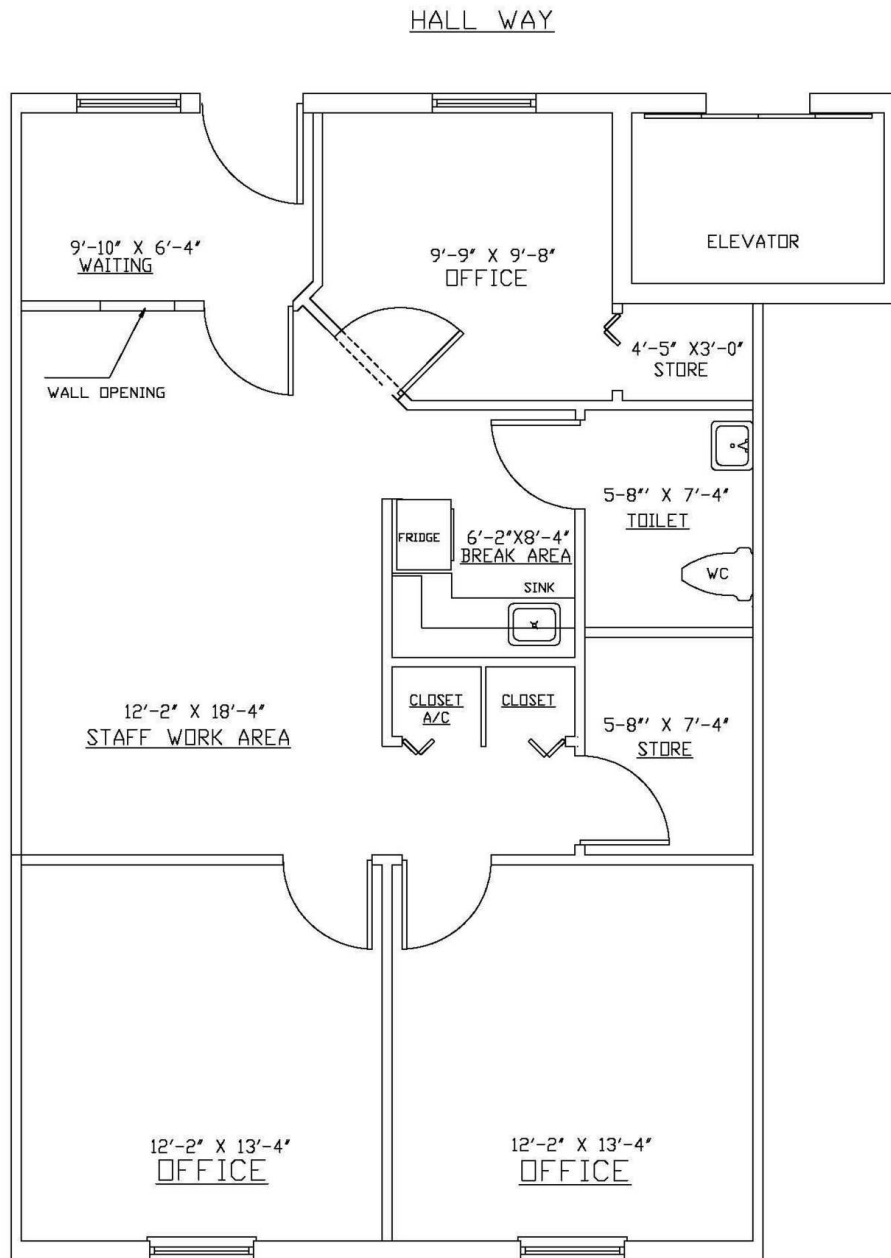 HALL WAY
9'-10" X 6'-4"
WAITING
9'-9" X 9'-8"
OFFICE
ELEVATOR
4'-5" X3'-0"
STORE
WALL OPENING
5-8"' X 7'-4"
TOILET
FRIDGE
6'-2"X8'-4"
BREAK AREA
WC
SINK
12'-2" X 18'-4"
STAFF WORK AREA
CLOSET
A/C
CLOSET
5-8"' X 7'-4"
STORE
12'-2" X 13'-4"
OFFICE
12'-2" X 13'-4"
OFFICE